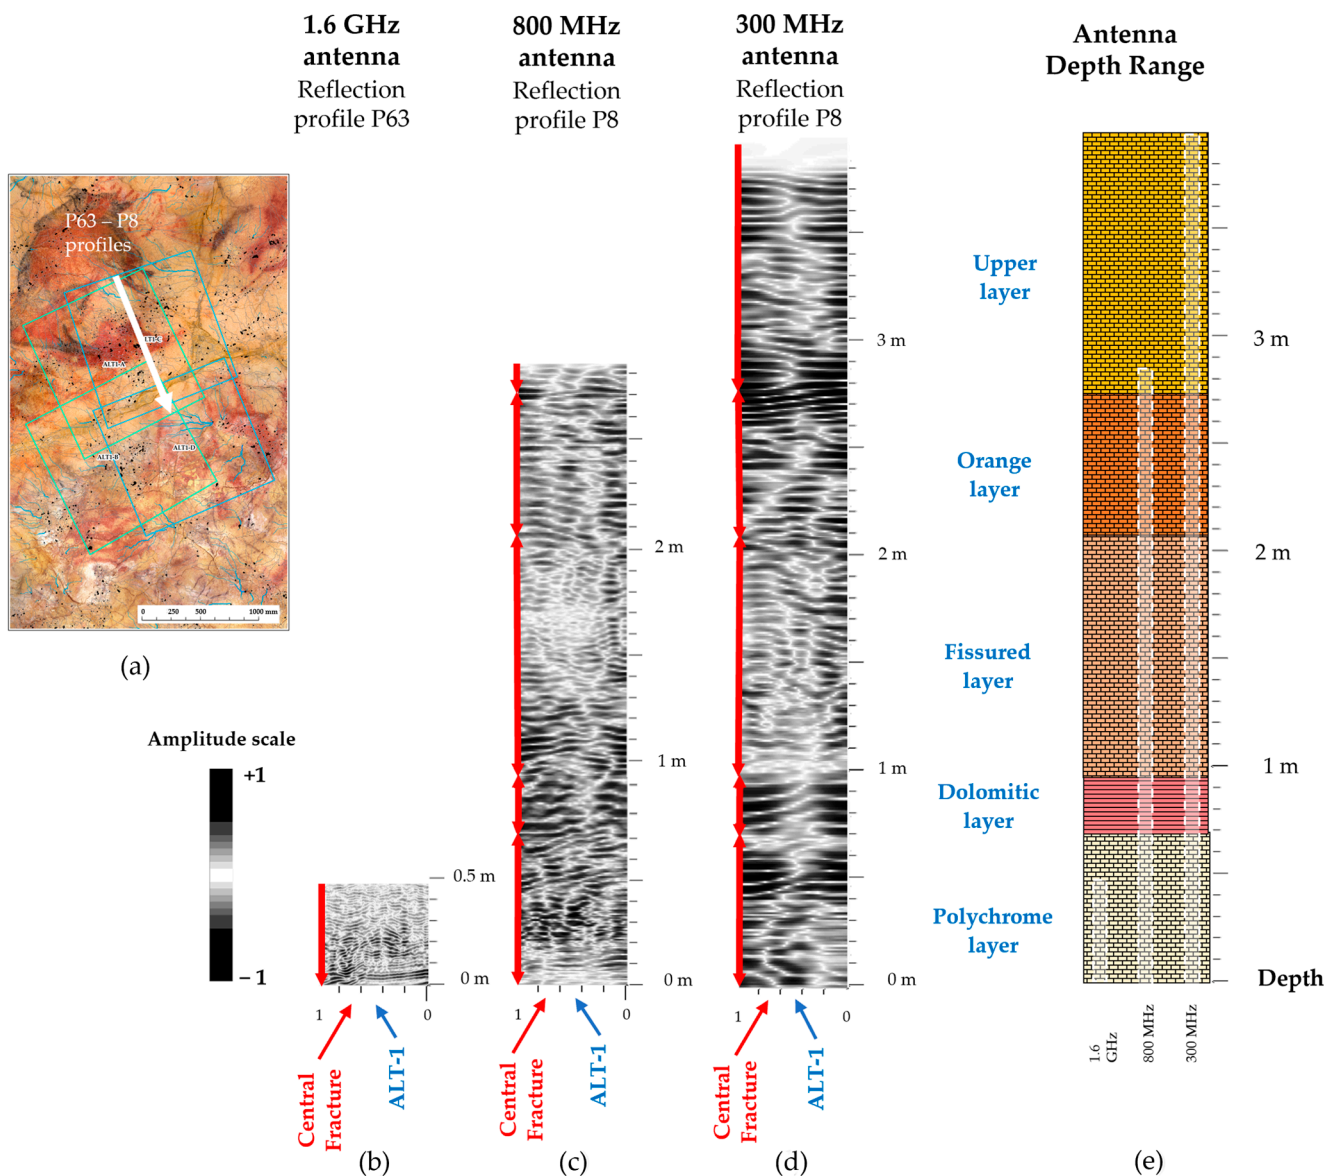 1.6 GHz
antenna
Reflection
profile P63
800 MHz
antenna
Reflection
profile P8
300 MHz
antenna
Reflection
profile P8
Antenna
Depth Range
P63 – P8
profiles
ALT1-C
ALT1-A
ALT1-B
ALT1-D
0 250 500 1000 mm
(a)
Amplitude scale
+1
– 1
0.5 m
0 m
1 0
Central
Fracture
ALT-1
(b)
2 m
1 m
0 m
1 0
Central
Fracture
ALT-1
(c)
3 m
2 m
1 m
0 m
1 0
Central
Fracture
ALT-1
(d)
Upper
layer
Orange
layer
Fissured
layer
Dolomitic
layer
Polychrome
layer
3 m
2 m
1 m
Depth
1.6
GHz
800 MHz
300 MHz
(e)